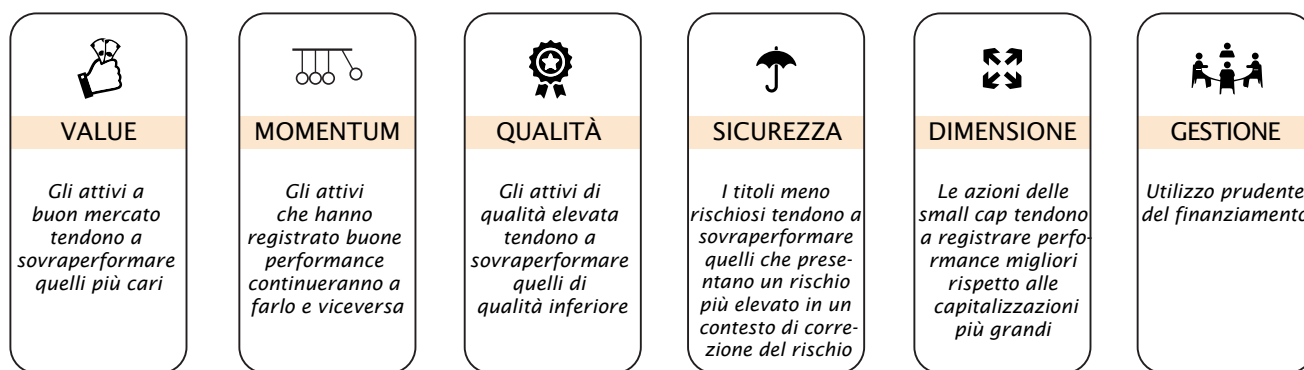 VALUE
Gli attivi a
buon mercato
tendono a
sovraperformare
quelli più cari
MOMENTUM
Gli attivi
che hanno
registrato buone
performance
continueranno a
farlo e viceversa
QUALITÀ
Gli attivi di
qualità elevata
tendono a
sovraperformare
quelli di
qualità inferiore
SICUREZZA
I titoli meno
rischiosi tendono a
sovraperformare
quelli che prese-
ntano un rischio
più elevato in un
contesto di corre-
zione del rischio
DIMENSIONE
Le azioni delle
small cap tendono
a registrare perfo-
rmance migliori
rispetto alle
capitalizzazioni
più grandi
GESTIONE
Utilizzo prudente
del finanziamento